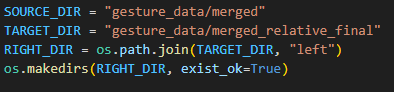 SOURCE_DIR = "gesture_data/merged"
TARGET_DIR = "gesture_data/merged_relative_final"
RIGHT_DIR = os.path.join(TARGET_DIR, "left")
os.makedirs(RIGHT_DIR, exist_ok=True)